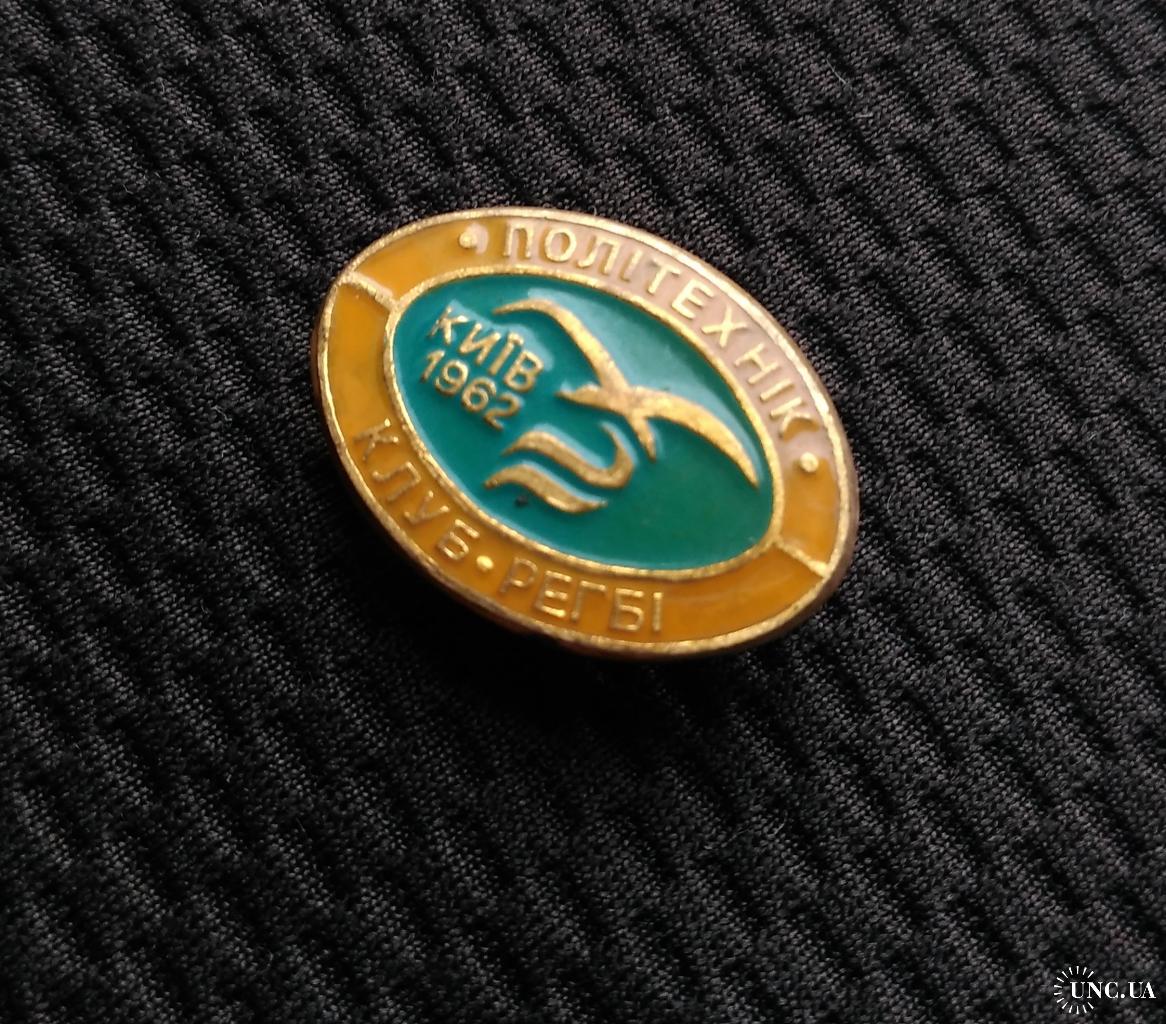 • ПОЛІТЕХНІК •
КИЇВ
1962
КЛУБ • РЕГБІ
UNC.UA